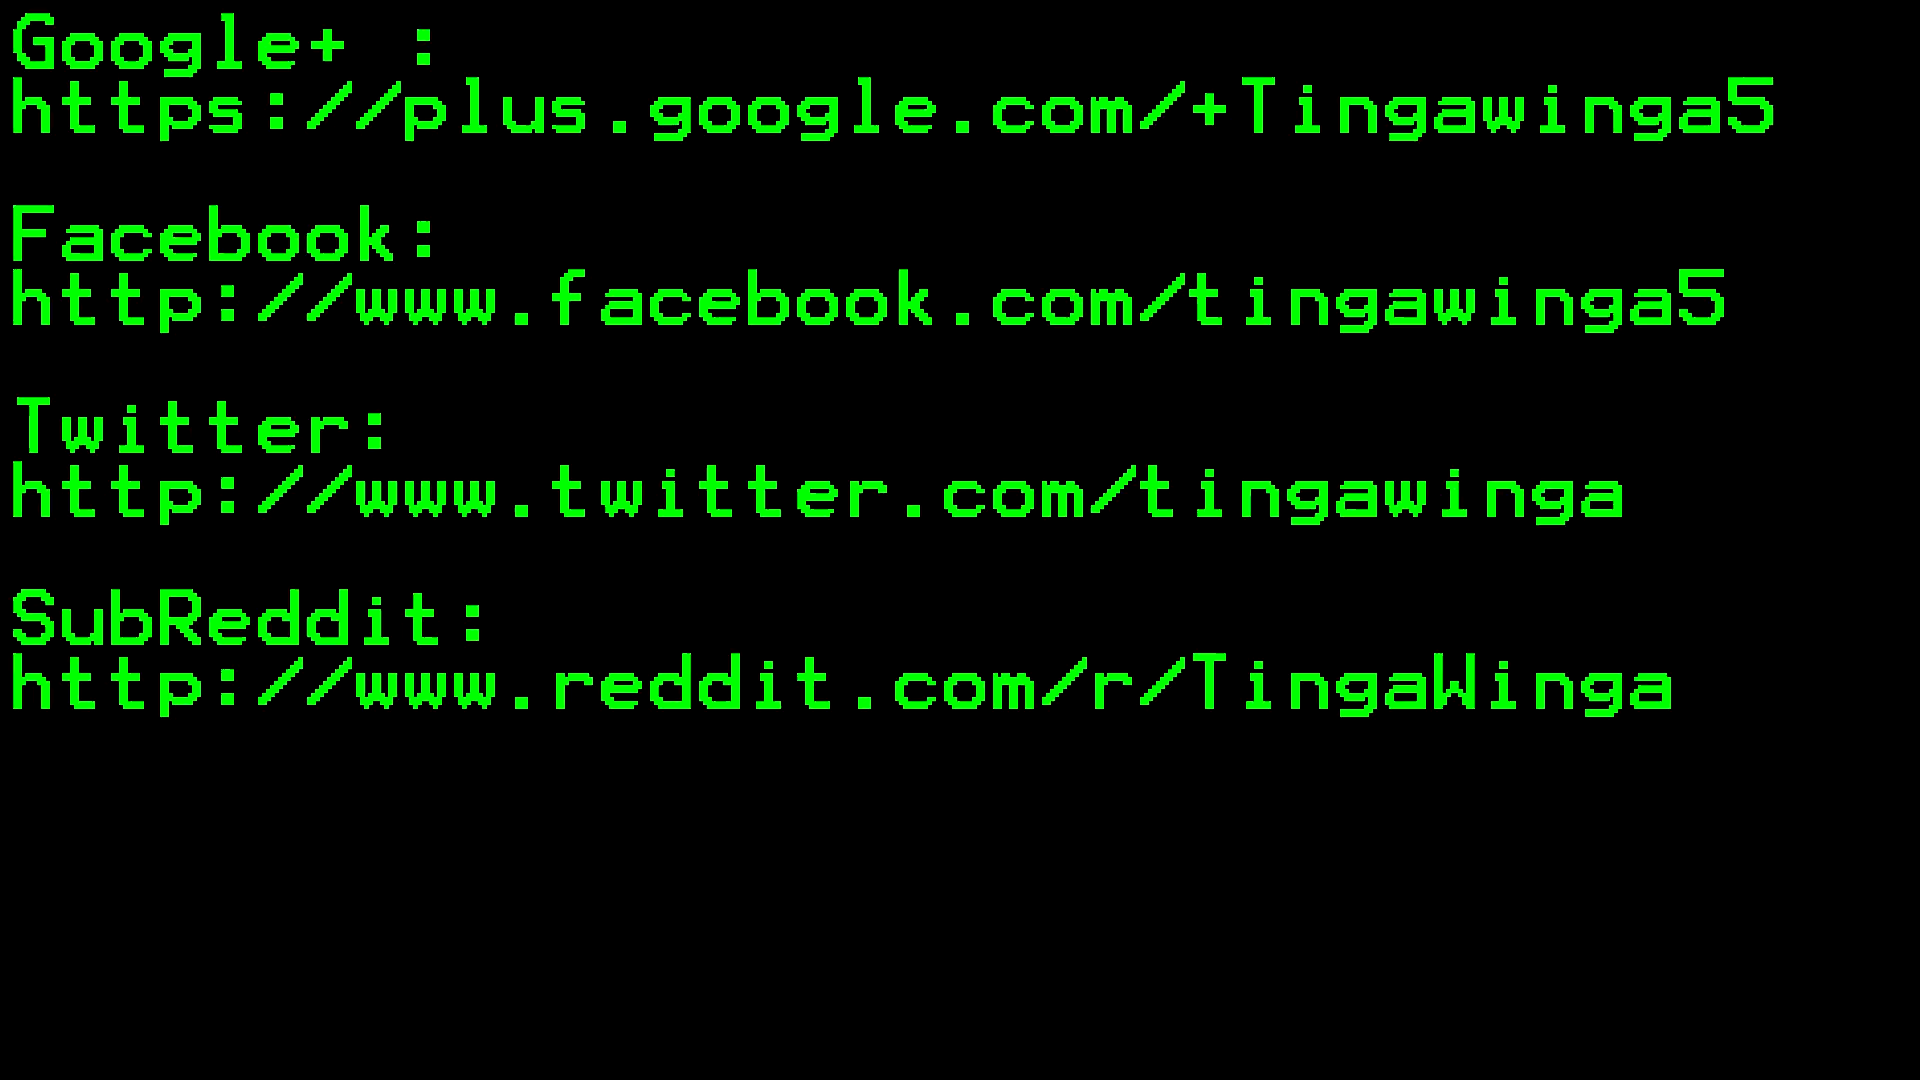 Google+ :
https://plus.google.com/+Tingawinga5
Facebook:
http://www.facebook.com/tingawinga5
Twitter:
http://www.twitter.com/tingawinga
SubReddit:
http://www.reddit.com/r/TingaWinga